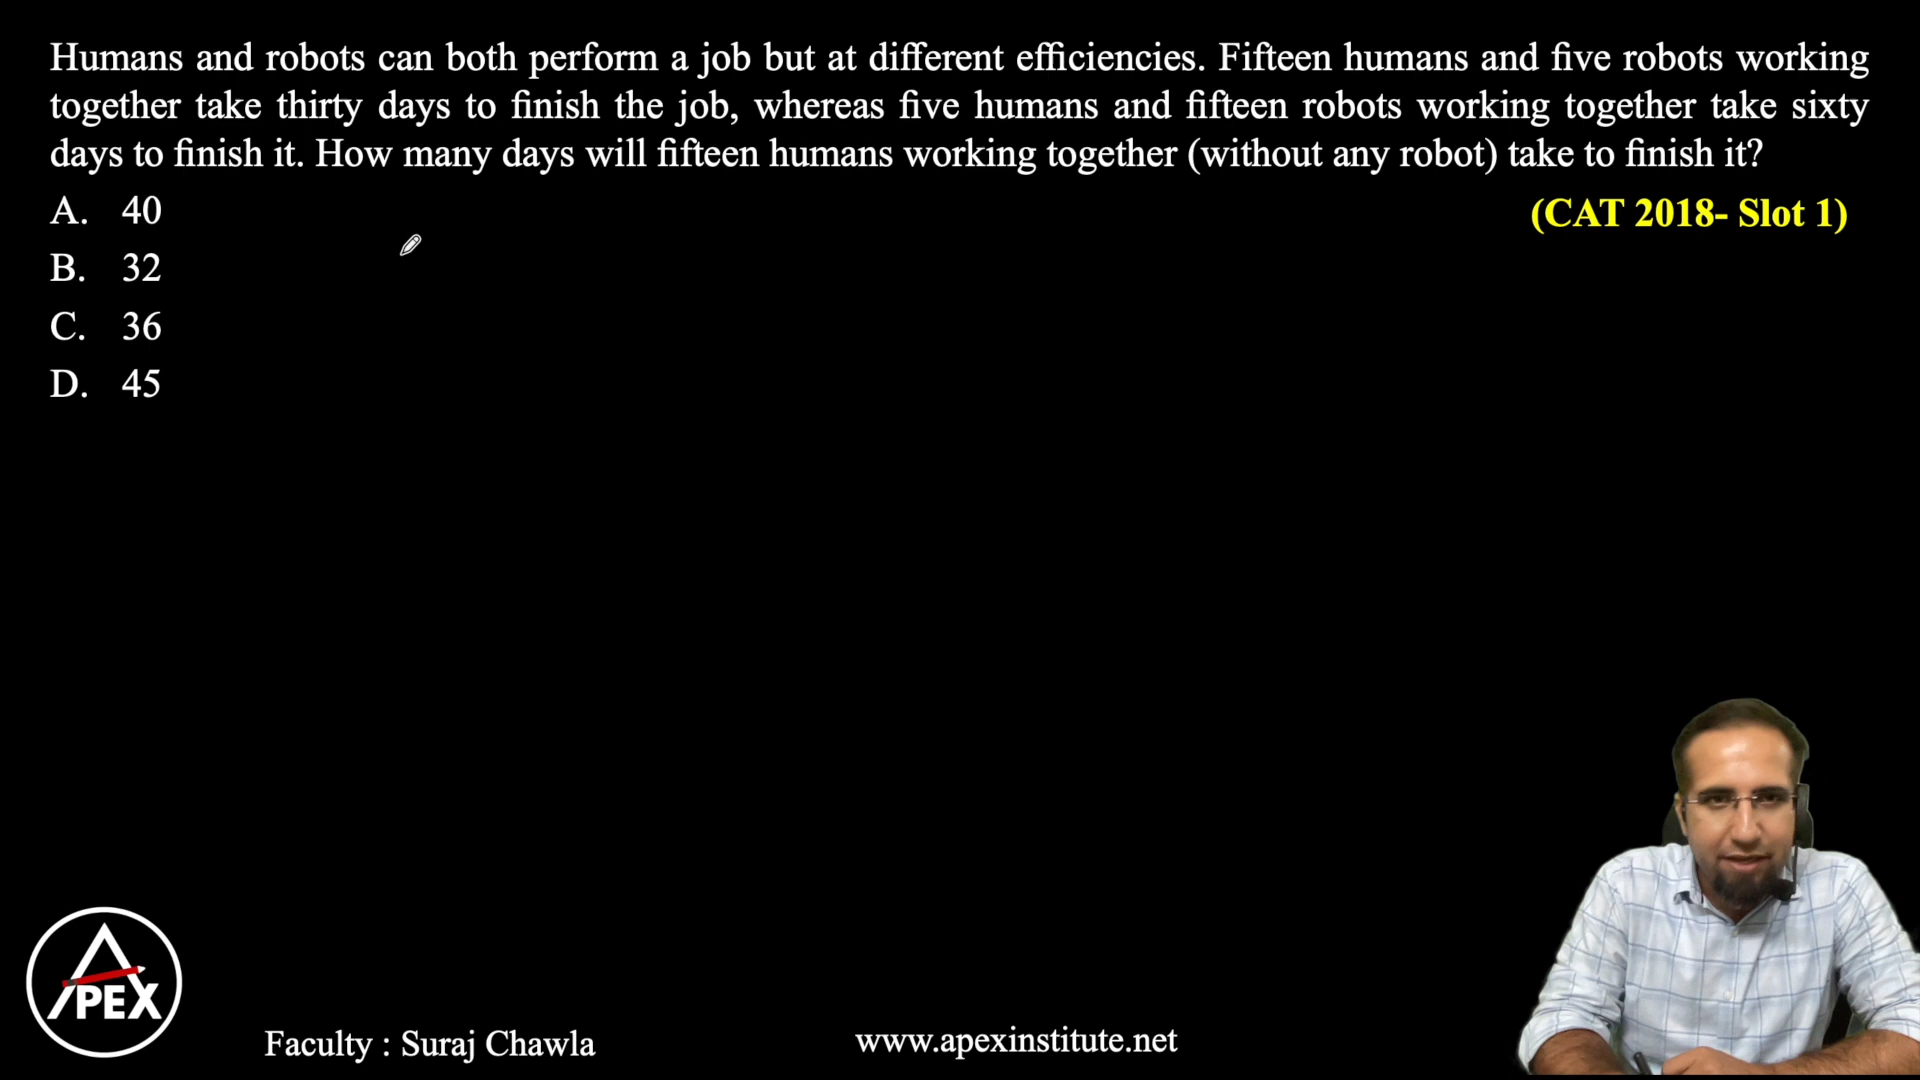 Humans and robots can both perform a job but at different efficiencies. Fifteen humans and five robots working
together take thirty days to finish the job, whereas five humans and fifteen robots working together take sixty
days to finish it. How many days will fifteen humans working together (without any robot) take to finish it?
A. 40
(CAT 2018- Slot 1)
B. 32
C. 36
D. 45
APEX
Faculty : Suraj Chawla
www.apexinstitute.net